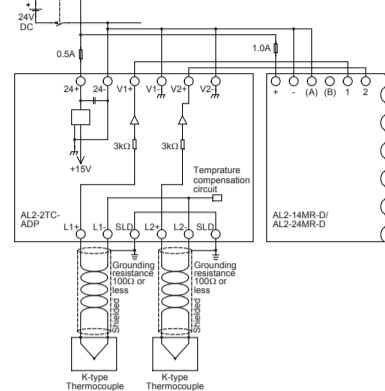 24V
DC
0.5A
1.0A
24+ 24- V1+ V1- V2+ V2-
+ - (A) (B) 1 2
3kΩ 3kΩ
+15V
Temprature
compensation
circuit
AL2-2TC-
ADP
AL2-14MR-D/
AL2-24MR-D
L1+ L1- SLD L2+ L2- SLD
Grounding
resistance
100Ω or
less
Shielded
Grounding
resistance
100Ω or
less
Shielded
K-type
Thermocouple
K-type
Thermocouple